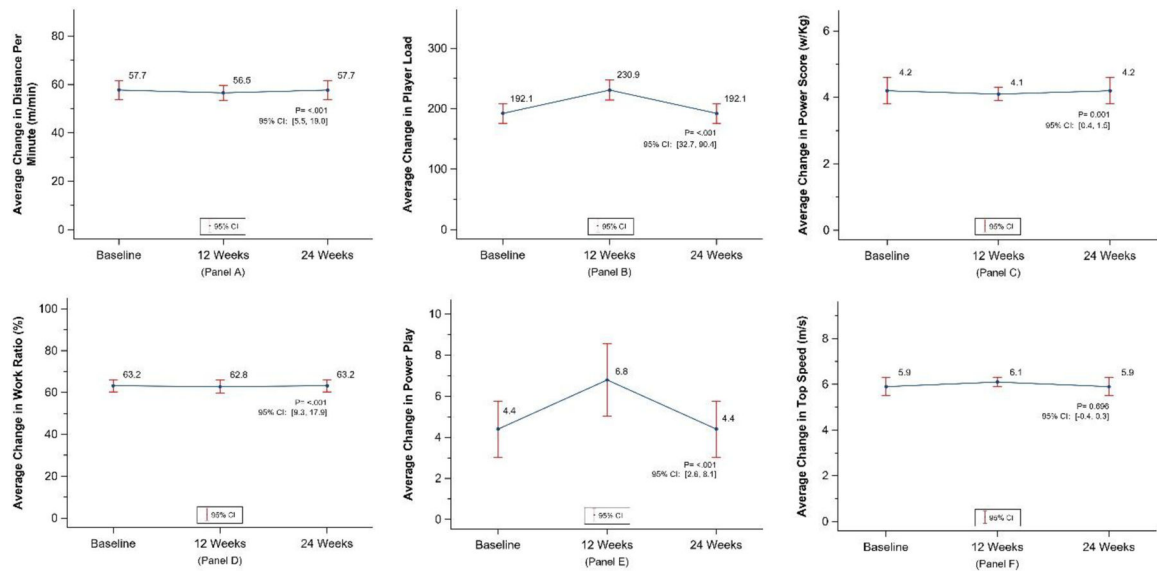 Average Change in Distance Per
Minute (m/min)
80
60
40
20
0
57.7
56.6
57.7
P= <.001
95% CI: [5.5, 19.0]
95% CI
Baseline
12 Weeks
24 Weeks
(Panel A)
Average Change in Player Load
300
200
100
0
192.1
230.9
192.1
P= <.001
95% CI: [32.7, 90.4]
95% CI
Baseline
12 Weeks
24 Weeks
(Panel B)
Average Change in Power Score (w/Kg)
6
4
2
0
4.2
4.1
4.2
P= 0.001
95% CI: [0.4, 1.6]
95% CI
Baseline
12 Weeks
24 Weeks
(Panel C)
Average Change in Work Ratio (%)
100
80
60
40
20
0
63.2
62.8
63.2
P= <.001
95% CI: [9.3, 17.9]
95% CI
Baseline
12 Weeks
24 Weeks
(Panel D)
Average Change in Power Play
10
8
6
4
2
0
4.4
6.8
4.4
P= <.001
95% CI: [2.6, 8.1]
95% CI
Baseline
12 Weeks
24 Weeks
(Panel E)
Average Change in Top Speed (m/s)
8
6
4
2
0
5.9
6.1
5.9
P= 0.696
95% CI: [-0.4, 0.3]
95% CI
Baseline
12 Weeks
24 Weeks
(Panel F)